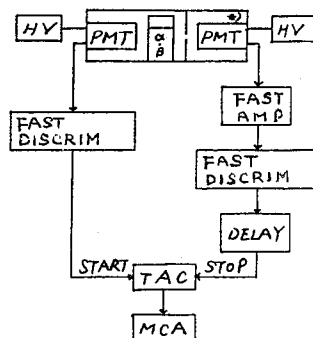 HV
PMT
α
β
*)
PMT
HV
FAST
DISCRIM
FAST
AMP
FAST
DISCRIM
DELAY
START
TAC
STOP
MCA